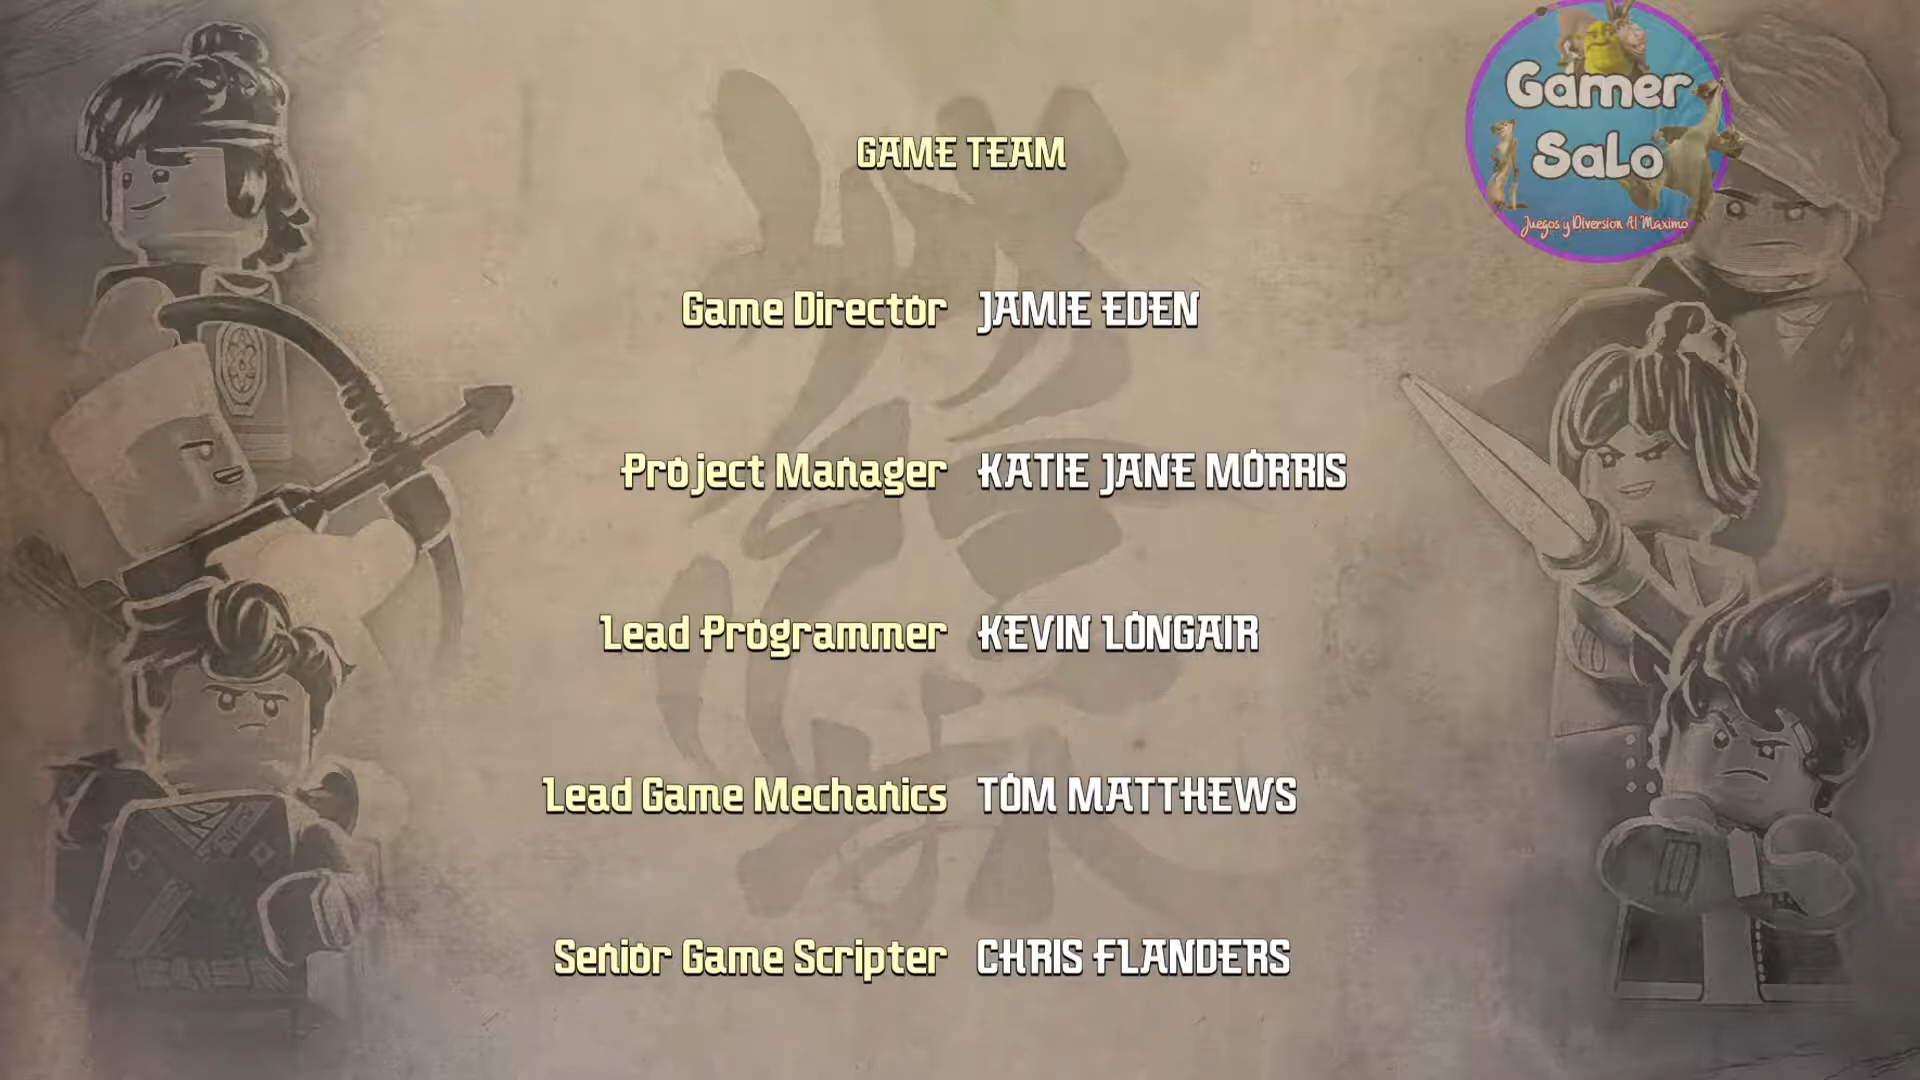 Gamer
SaLo
Juegos y Diversion Al Maximo
GAME TEAM
Game Director JAMIE EDEN
Project Manager KATIE JANE MORRIS
Lead Programmer KEVIN LONGAIR
Lead Game Mechanics TOM MATTHEWS
Senior Game Scripter CHRIS FLANDERS